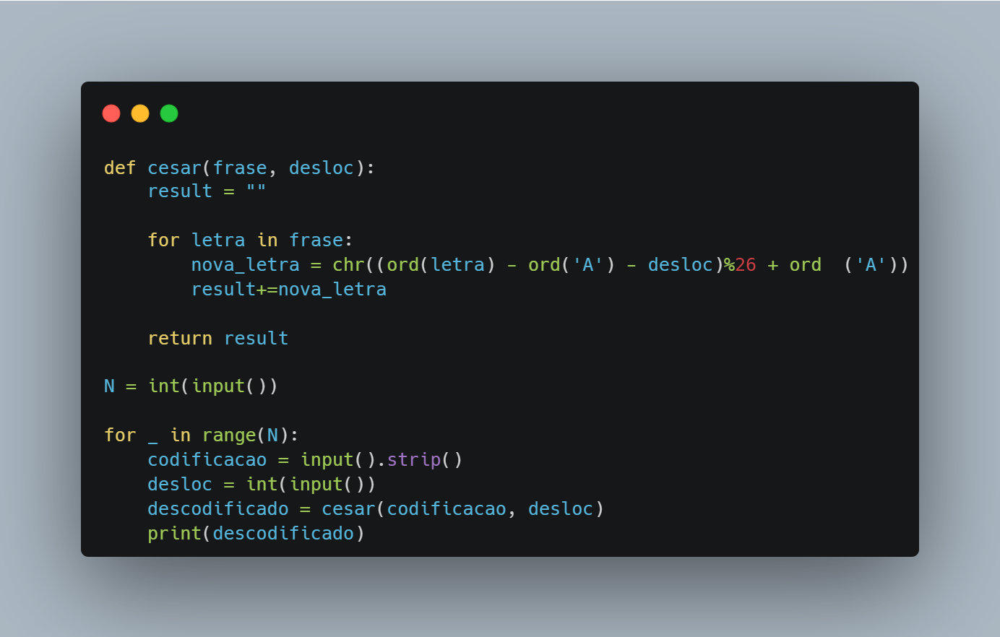 def cesar(frase, desloc):
    result = ""
    for letra in frase:
        nova_letra = chr((ord(letra) - ord('A') - desloc)%26 + ord  ('A'))
        result+=nova_letra
    return result
N = int(input())
for _ in range(N):
    codificacao = input().strip()
    desloc = int(input())
    descodificado = cesar(codificacao, desloc)
    print(descodificado)